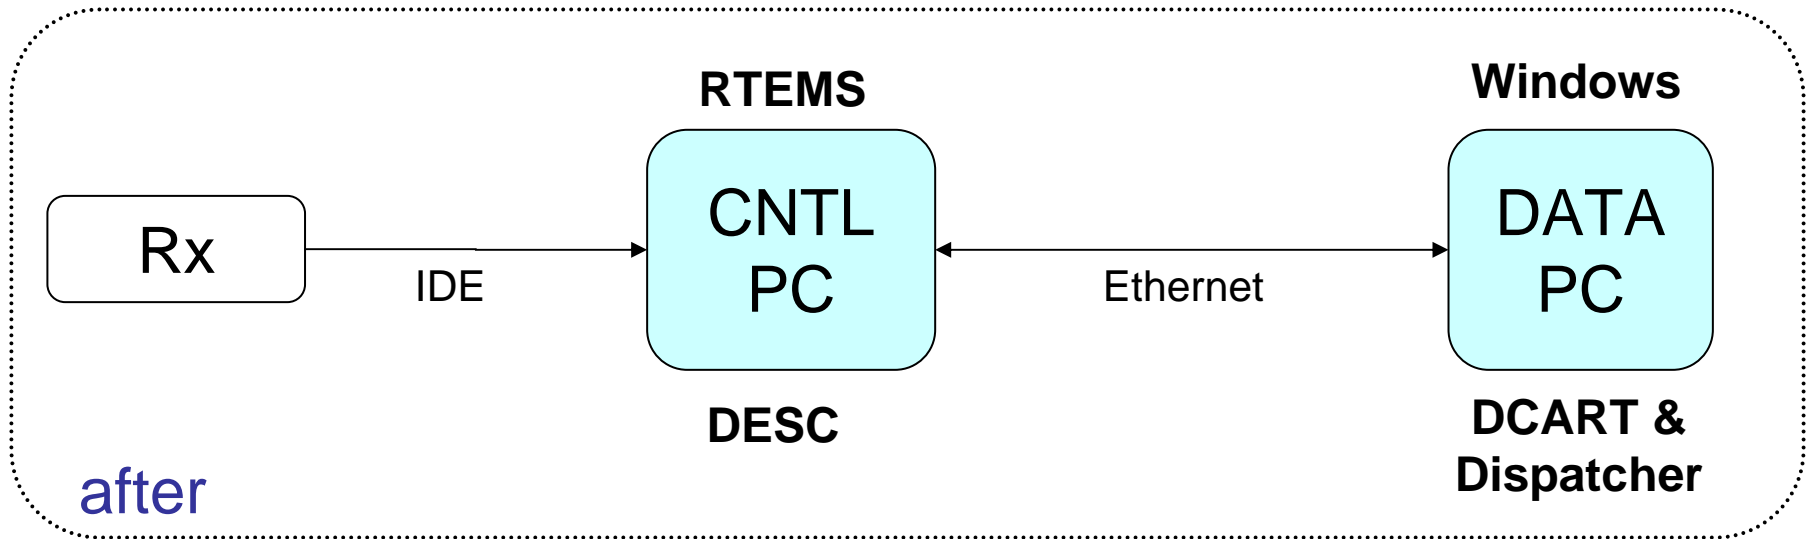 RTEMS
Windows
Rx
IDE
CNTL
PC
Ethernet
DATA
PC
DESC
DCART &
Dispatcher
after